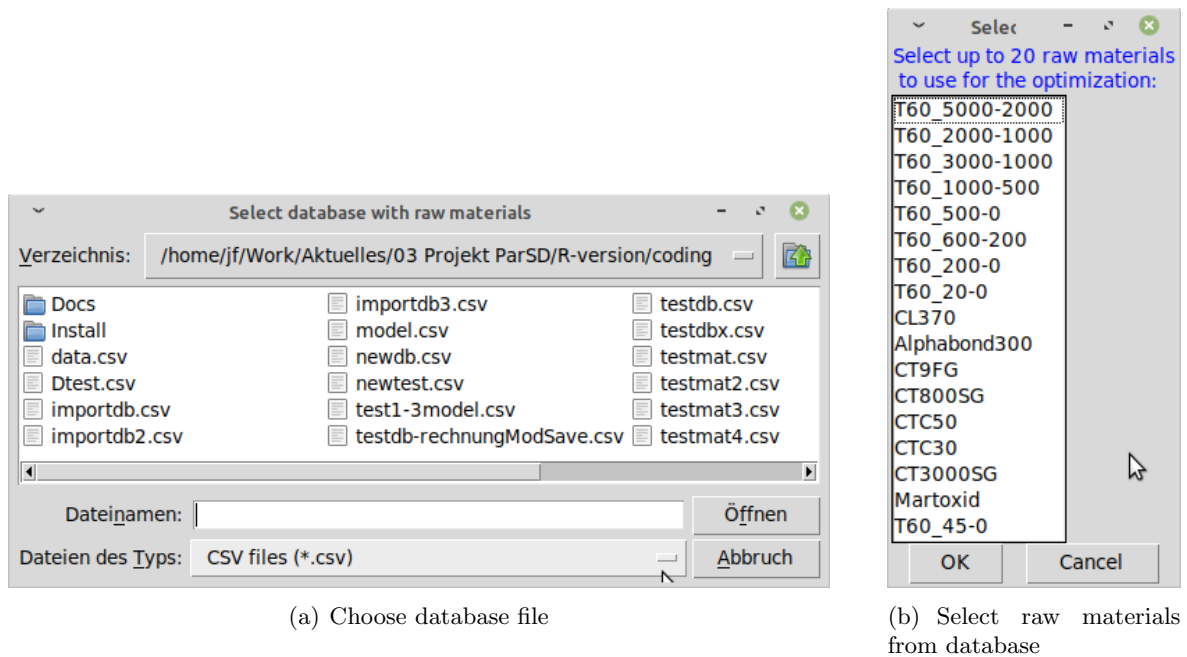 Select database with raw materials
Verzeichnis: /home/jf/Work/Aktuelles/03 Projekt ParSD/R-version/coding
Docs
Install
data.csv
Dtest.csv
importdb.csv
importdb2.csv
importdb3.csv
model.csv
newdb.csv
newtest.csv
test1-3model.csv
testdb-rechnungModSave.csv
testdb.csv
testdbx.csv
testmat.csv
testmat2.csv
testmat3.csv
testmat4.csv
Dateinamen: Öffnen
Dateien des Typs: CSV files (*.csv) Abbruch
(a) Choose database file
Selec
Select up to 20 raw materials
to use for the optimization:
T60_5000-2000
T60_2000-1000
T60_3000-1000
T60_1000-500
T60_500-0
T60_600-200
T60_200-0
T60_20-0
CL370
Alphabond300
CT9FG
CT800SG
CTC50
CTC30
CT3000SG
Martoxid
T60_45-0
OK Cancel
(b) Select raw materials
from database